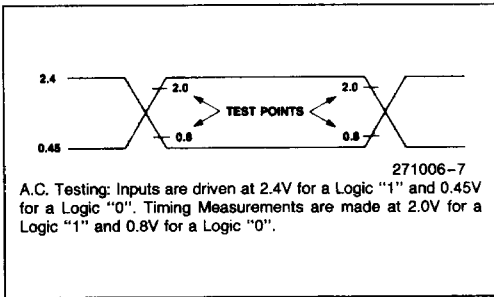 2.4
2.0
2.0
TEST POINTS
0.8
0.8
0.45
271006-7
A.C. Testing: Inputs are driven at 2.4V for a Logic "1" and 0.45V
for a Logic "0". Timing Measurements are made at 2.0V for a
Logic "1" and 0.8V for a Logic "0".